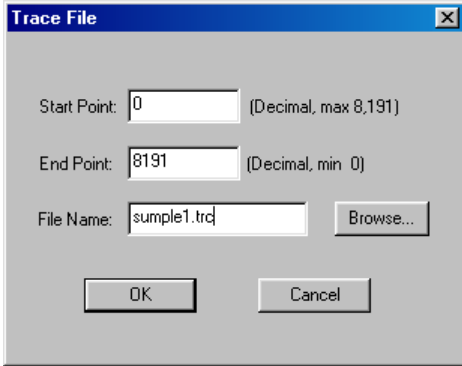 Trace File
Start Point: 0 (Decimal, max 8,191)
End Point: 8191 (Decimal, min 0)
File Name: sumple1.trc Browse...
OK Cancel